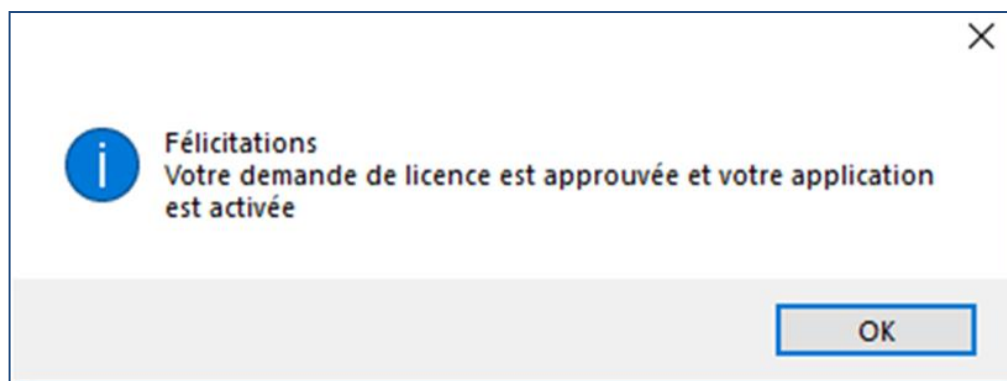 Félicitations
Votre demande de licence est approuvée et votre application
est activée
OK